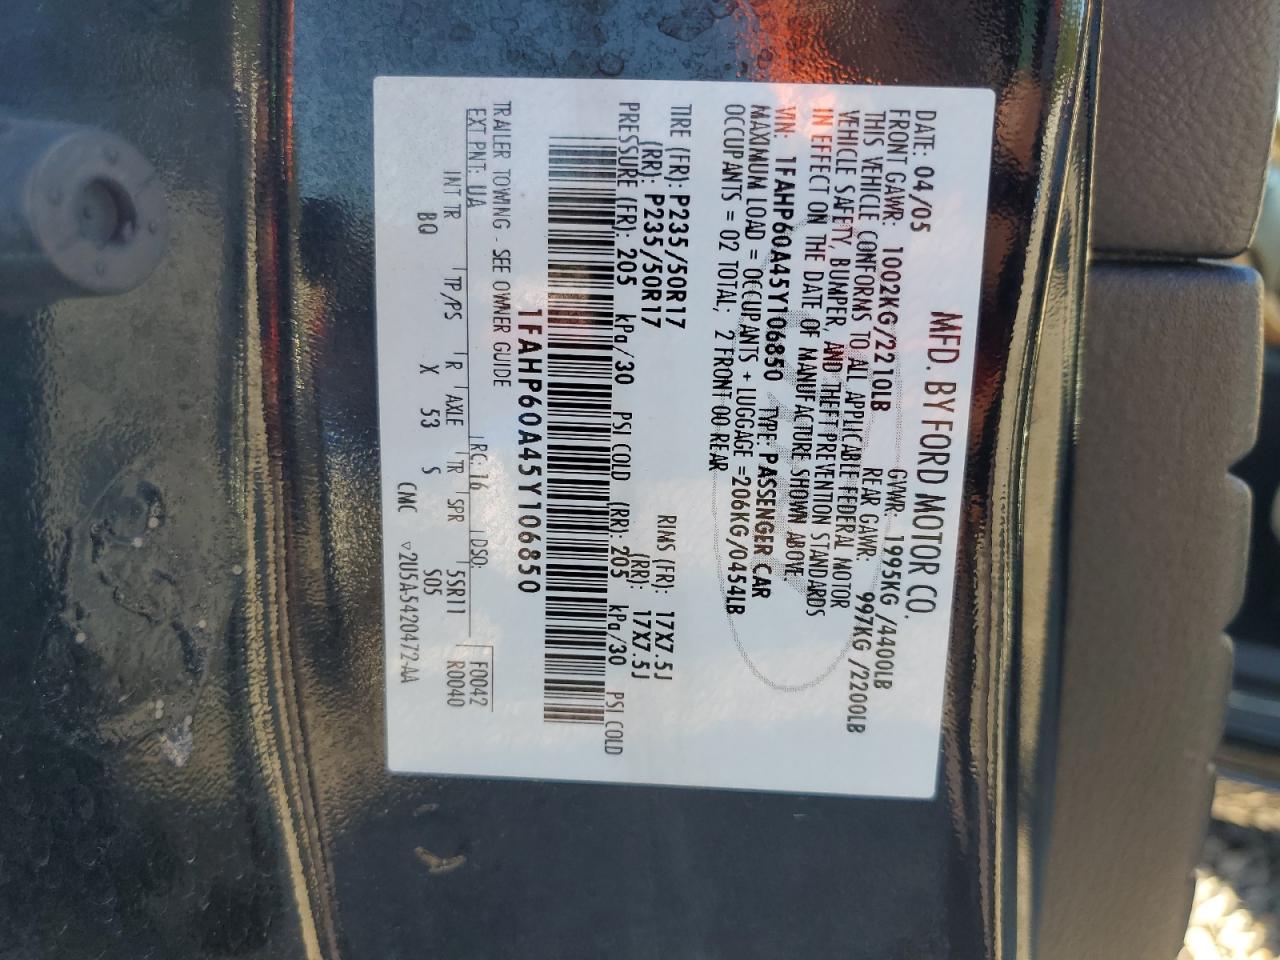 MFD. BY FORD MOTOR CO.
DATE: 04/05 GVWR: 1995KG /4400LB
FRONT GAWR: 1002KG/2210LB REAR GAWR: 997KG /2200LB
THIS VEHICLE CONFORMS TO ALL APPLICABLE FEDERAL MOTOR
VEHICLE SAFETY, BUMPER, AND THEFT PREVENTION STANDARDS
IN EFFECT ON THE DATE OF MANUFACTURE SHOWN ABOVE.
VIN: 1FAHP60A45Y106850 TYPE: PASSENGER CAR
MAXIMUM LOAD = OCCUPANTS + LUGGAGE =206KG/0454LB
OCCUPANTS = 02 TOTAL; 2 FRONT 00 REAR
TIRE (FR): P235/50R17 RIMS (FR): 17X7.5J
(RR): P235/50R17 (RR): 17X7.5J
PRESSURE (FR): 205 kPa/30 PSI COLD (RR): 205 kPa/30 PSI COLD
1FAHP60A45Y106850
TRAILER TOWING - SEE OWNER GUIDE
EXT PNT: UA RC: 16 DSO: F0042
INT TR TP/PS R AXLE TR SPR SSR11 R0040
BQ X 53 S S05
CMC ▽2U5A-5420472-AA